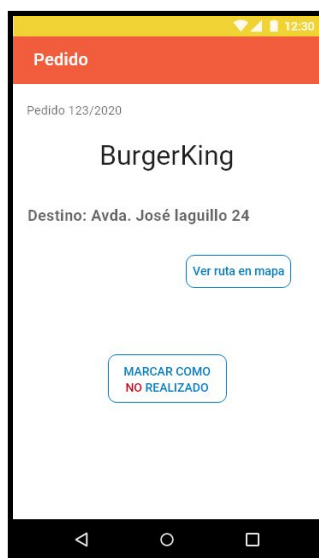 12:30
Pedido
Pedido 123/2020
BurgerKing
Destino: Avda. José laguillo 24
Ver ruta en mapa
MARCAR COMO
NO REALIZADO